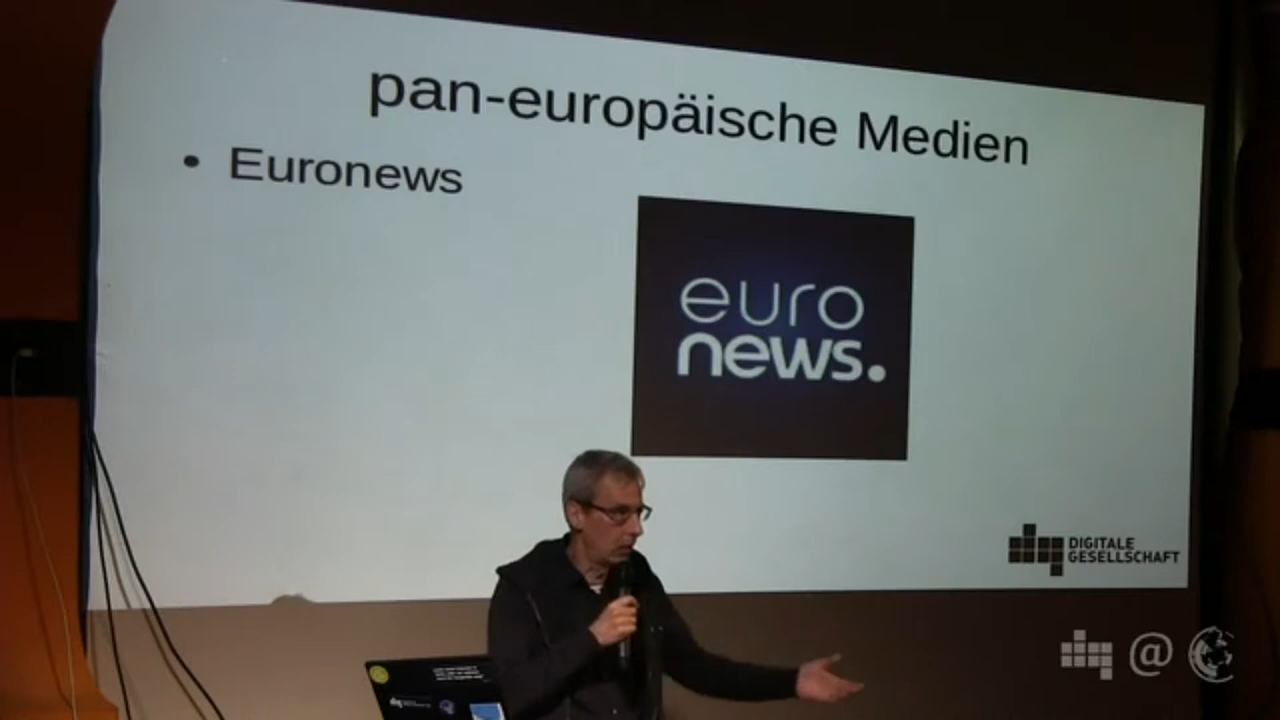 pan-europäische Medien
• Euronews
euro
news.
DIGITALE
GESELLSCHAFT
@